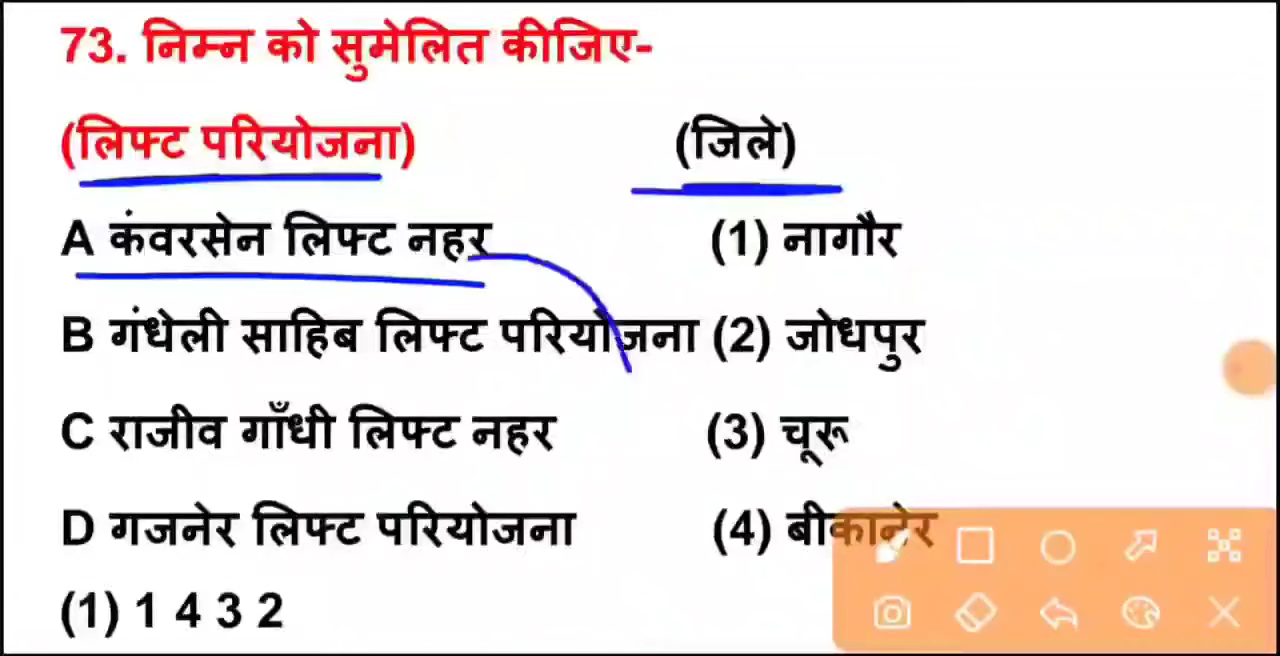 73. निम्न को सुमेलित कीजिए-
(लिफ्ट परियोजना) (जिले)
A कंवरसेन लिफ्ट नहर (1) नागौर
B गंधेली साहिब लिफ्ट परियोजना (2) जोधपुर
C राजीव गाँधी लिफ्ट नहर (3) चूरू
D गजनेर लिफ्ट परियोजना (4) बीकानेर
(1) 1 4 3 2